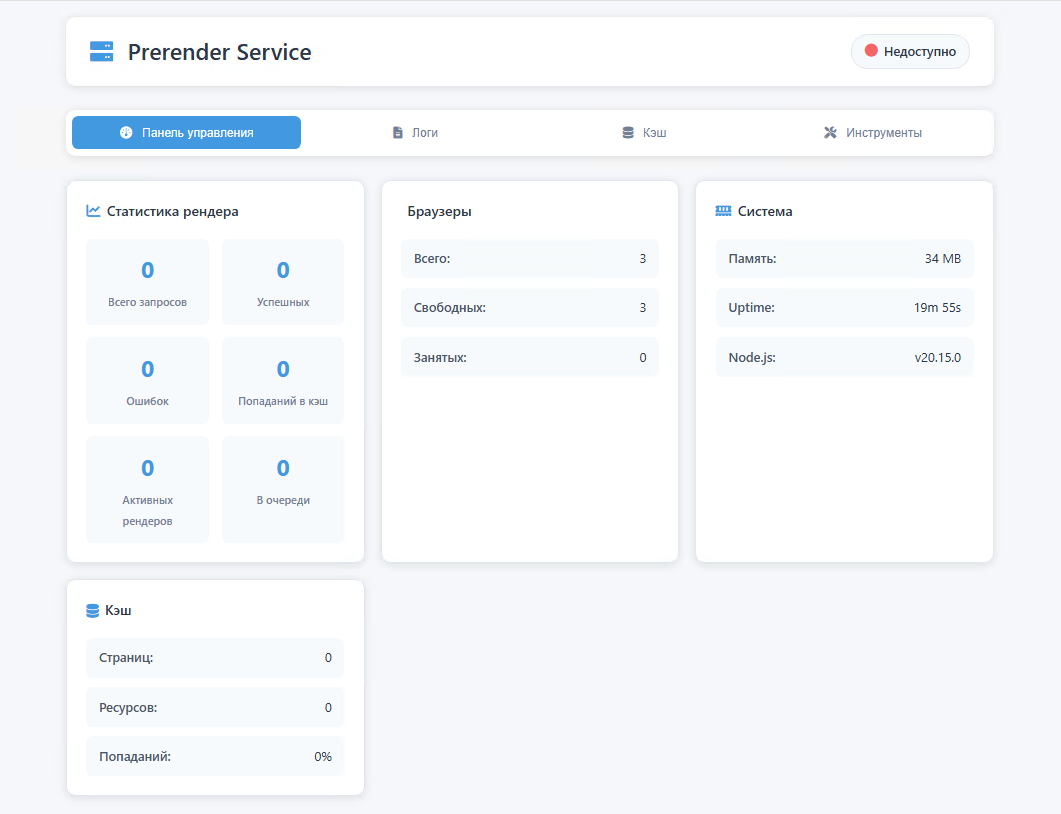 Prerender Service
Недоступно
Панель управления
Логи
Кэш
Инструменты
Статистика рендера
0
Всего запросов
0
Успешных
0
Ошибок
0
Попаданий в кэш
0
Активных
рендеров
0
В очереди
Браузеры
Всего: 3
Свободных: 3
Занятых: 0
Система
Память: 34 MB
Uptime: 19m 55s
Node.js: v20.15.0
Кэш
Страниц: 0
Ресурсов: 0
Попаданий: 0%